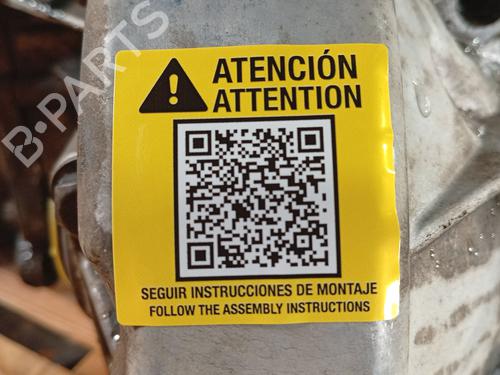 ATENCIÓN
ATTENTION
SEGUIR INSTRUCCIONES DE MONTAJE
FOLLOW THE ASSEMBLY INSTRUCTIONS
B-PARTS